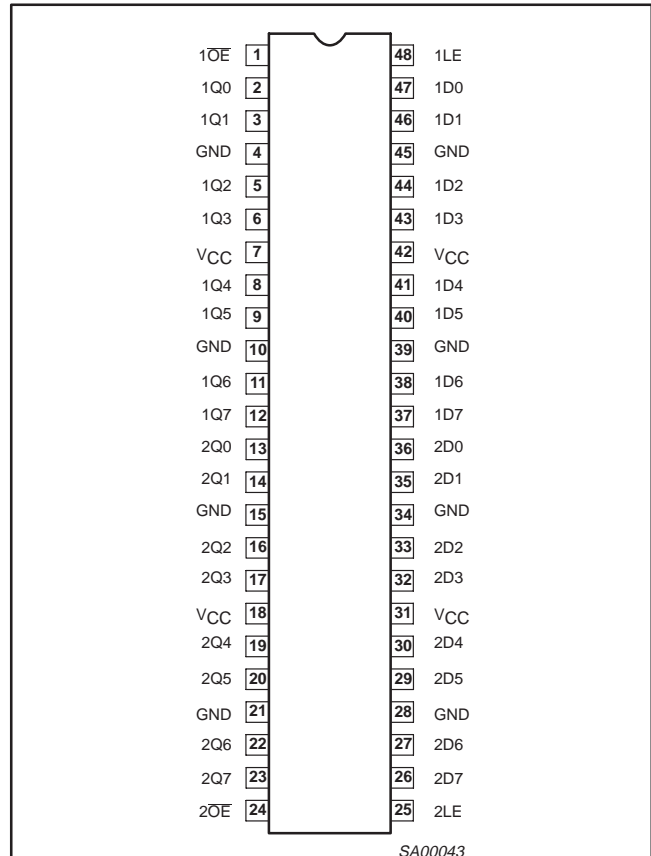 1O̅E̅ 1 48 1LE
1Q0 2 47 1D0
1Q1 3 46 1D1
GND 4 45 GND
1Q2 5 44 1D2
1Q3 6 43 1D3
VCC 7 42 VCC
1Q4 8 41 1D4
1Q5 9 40 1D5
GND 10 39 GND
1Q6 11 38 1D6
1Q7 12 37 1D7
2Q0 13 36 2D0
2Q1 14 35 2D1
GND 15 34 GND
2Q2 16 33 2D2
2Q3 17 32 2D3
VCC 18 31 VCC
2Q4 19 30 2D4
2Q5 20 29 2D5
GND 21 28 GND
2Q6 22 27 2D6
2Q7 23 26 2D7
2O̅E̅ 24 25 2LE
SA00043